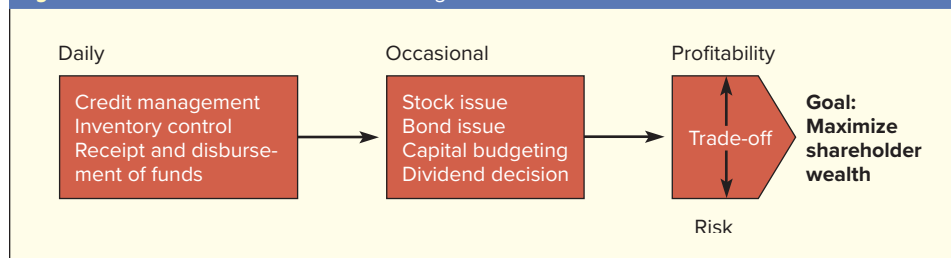 Daily
Credit management
Inventory control
Receipt and disburse-
ment of funds
Occasional
Stock issue
Bond issue
Capital budgeting
Dividend decision
Profitability
Trade-off
Risk
Goal:
Maximize
shareholder
wealth